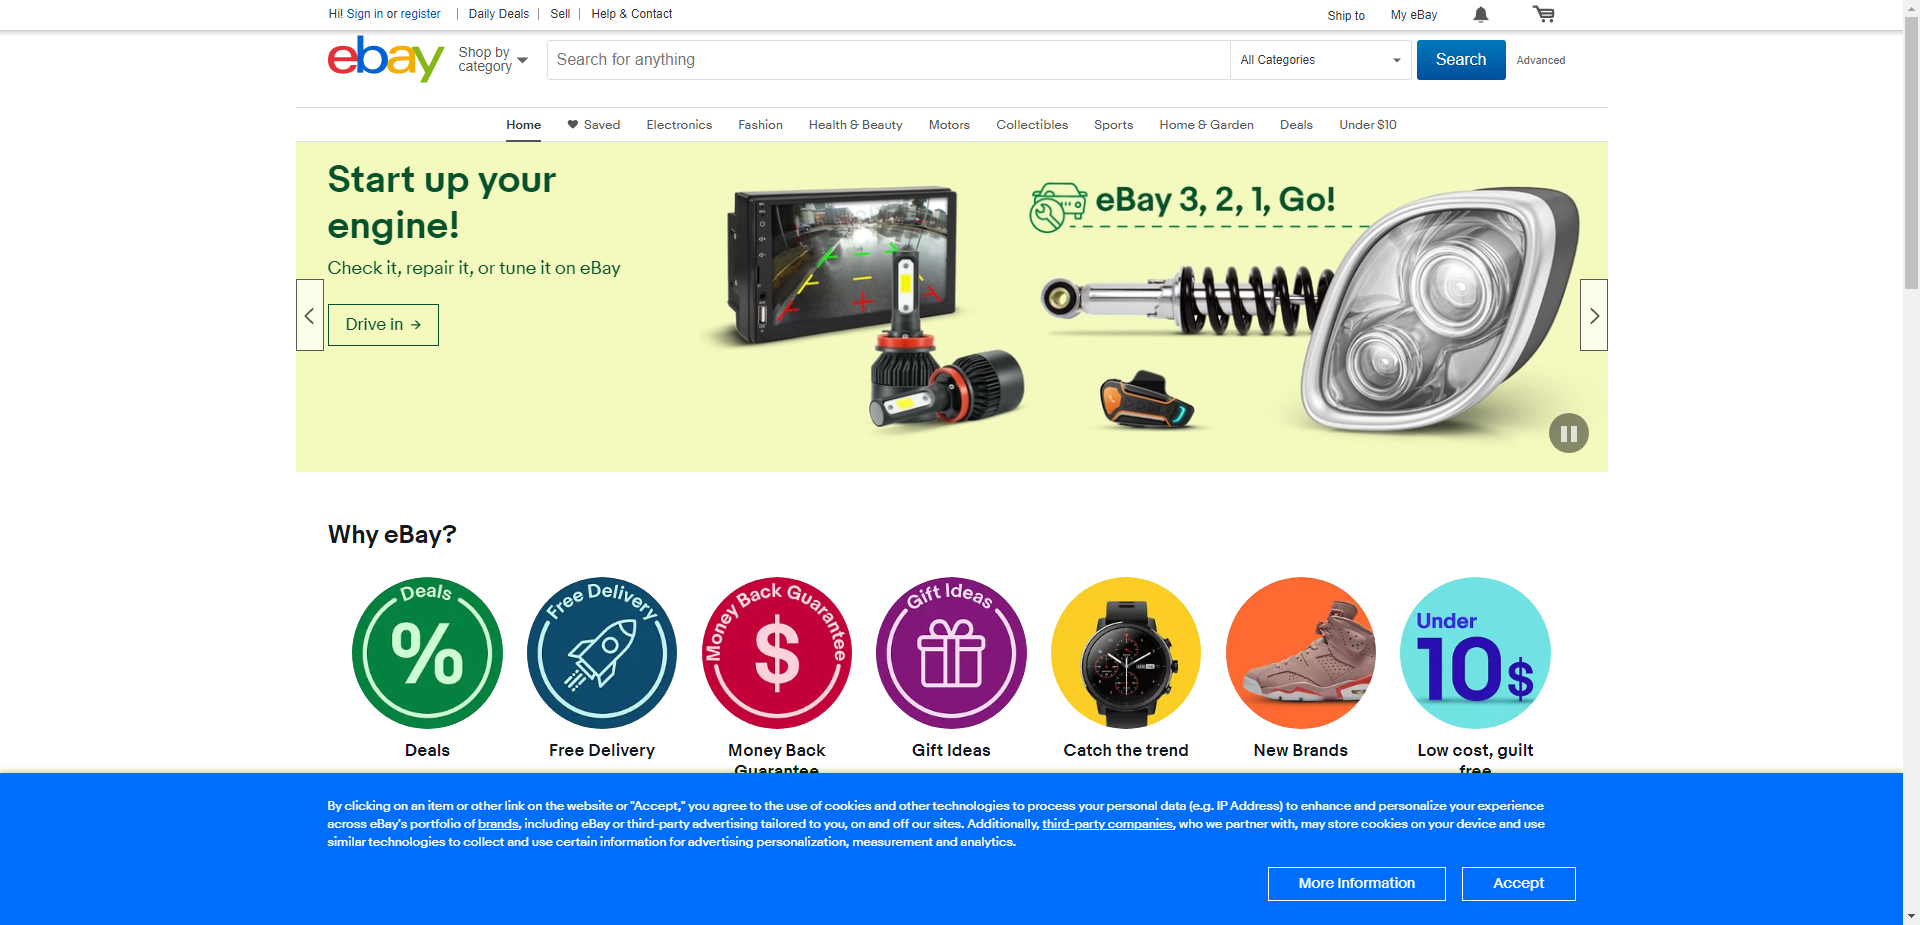 Hi! Sign in or register
Daily Deals
Sell
Help & Contact
Ship to
My eBay
ebay
Shop by
category
Search for anything
All Categories
Search
Advanced
Home
Saved
Electronics
Fashion
Health & Beauty
Motors
Collectibles
Sports
Home & Garden
Deals
Under $10
Start up your
engine!
Check it, repair it, or tune it on eBay
Drive in →
eBay 3, 2, 1, Go!
Why eBay?
Deals
%
Free Delivery
Money Back Guarantee
$
Gift Ideas
Under
10$
Deals
Free Delivery
Money Back
Guarantee
Gift Ideas
Catch the trend
New Brands
Low cost, guilt
free
By clicking on an item or other link on the website or "Accept," you agree to the use of cookies and other technologies to process your personal data (e.g. IP Address) to enhance and personalize your experience
across eBay's portfolio of brands, including eBay or third-party advertising tailored to you, on and off our sites. Additionally, third-party companies, who we partner with, may store cookies on your device and use
similar technologies to collect and use certain information for advertising personalization, measurement and analytics.
More Information
Accept